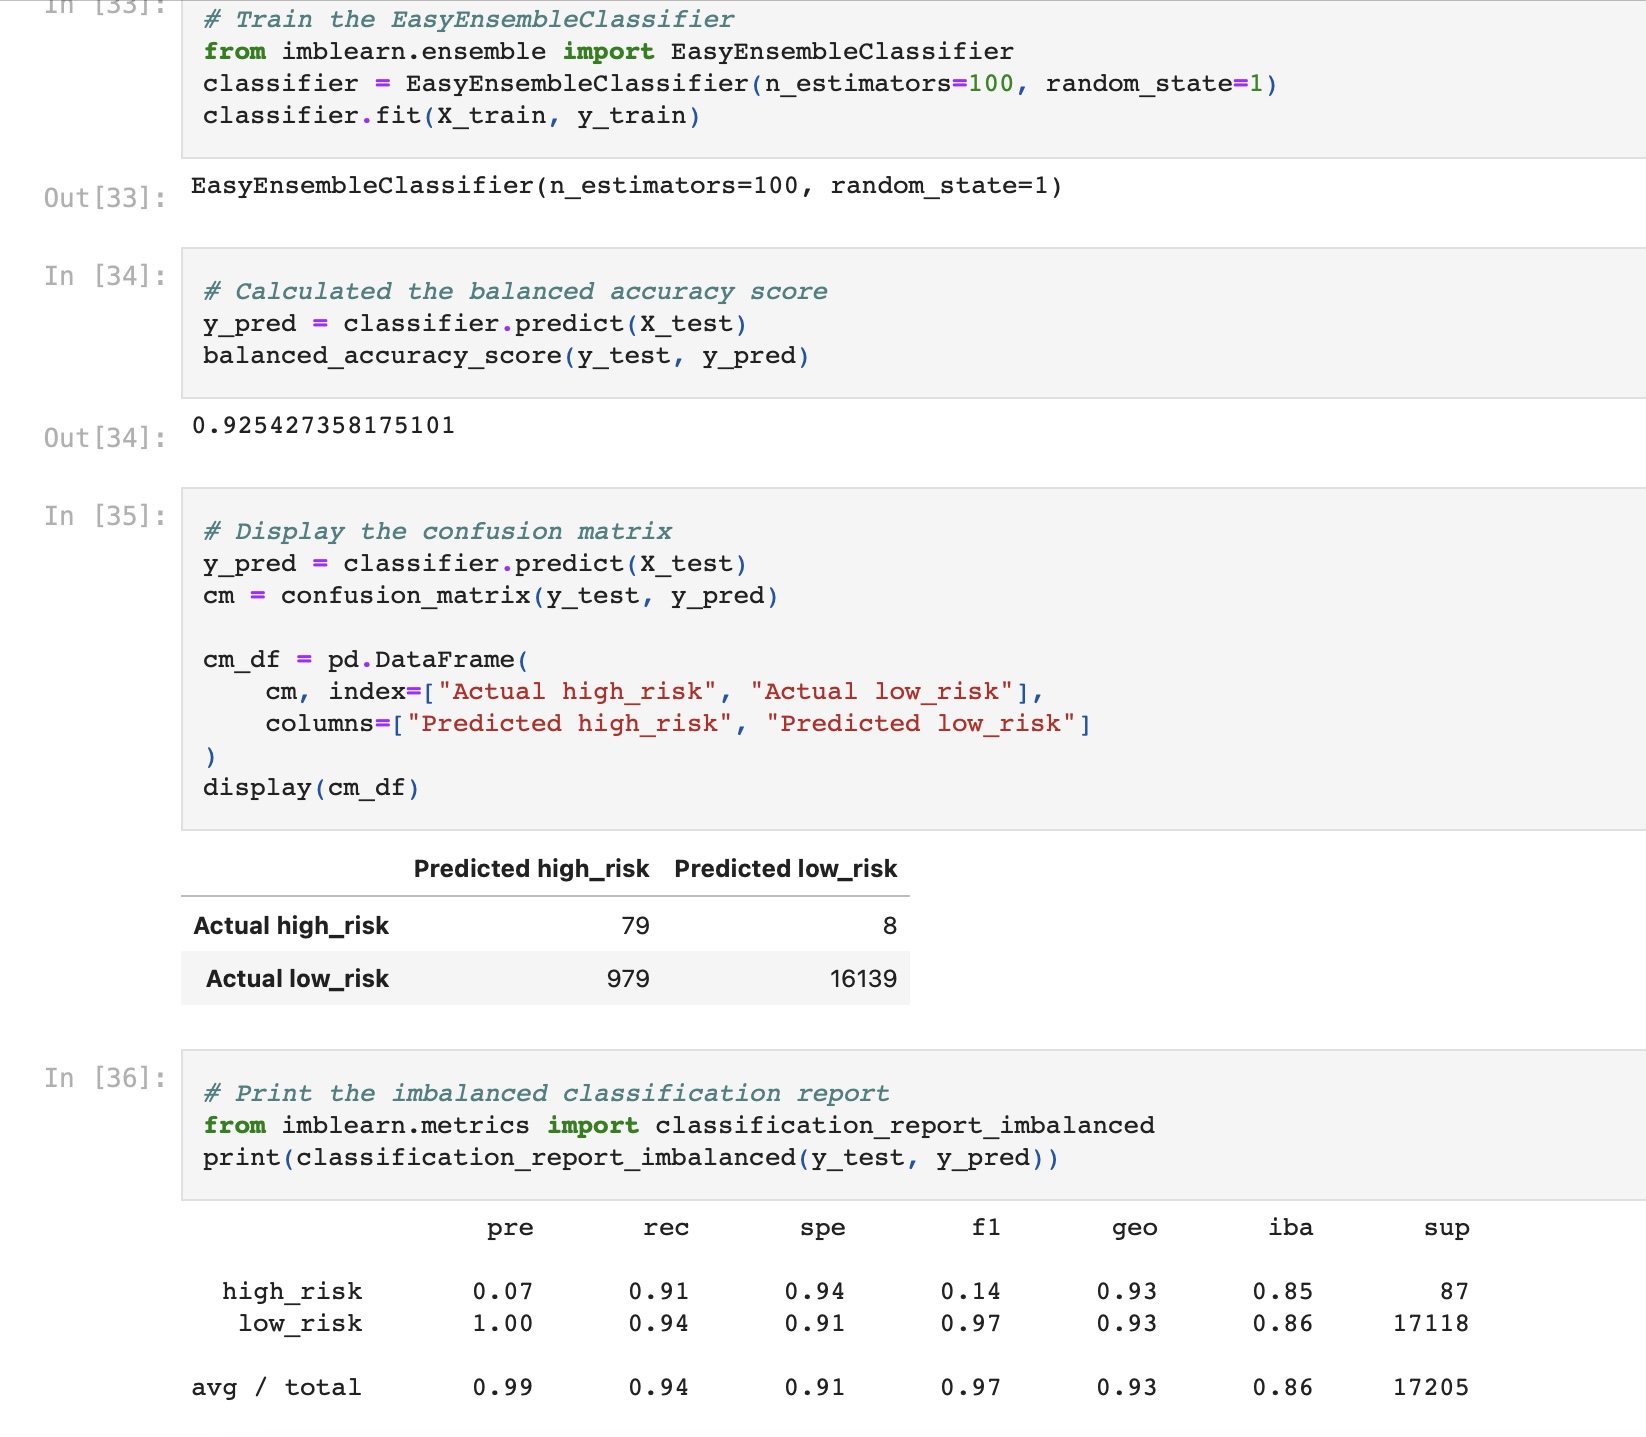 In [33]:
# Train the EasyEnsembleClassifier
from imblearn.ensemble import EasyEnsembleClassifier
classifier = EasyEnsembleClassifier(n_estimators=100, random_state=1)
classifier.fit(X_train, y_train)
Out[33]: EasyEnsembleClassifier(n_estimators=100, random_state=1)
In [34]:
# Calculated the balanced accuracy score
y_pred = classifier.predict(X_test)
balanced_accuracy_score(y_test, y_pred)
Out[34]: 0.925427358175101
In [35]:
# Display the confusion matrix
y_pred = classifier.predict(X_test)
cm = confusion_matrix(y_test, y_pred)
cm_df = pd.DataFrame(
    cm, index=["Actual high_risk", "Actual low_risk"],
    columns=["Predicted high_risk", "Predicted low_risk"]
)
display(cm_df)
Predicted high_risk Predicted low_risk
Actual high_risk 79 8
Actual low_risk 979 16139
In [36]:
# Print the imbalanced classification report
from imblearn.metrics import classification_report_imbalanced
print(classification_report_imbalanced(y_test, y_pred))
pre rec spe f1 geo iba sup
high_risk 0.07 0.91 0.94 0.14 0.93 0.85 87
low_risk 1.00 0.94 0.91 0.97 0.93 0.86 17118
avg / total 0.99 0.94 0.91 0.97 0.93 0.86 17205